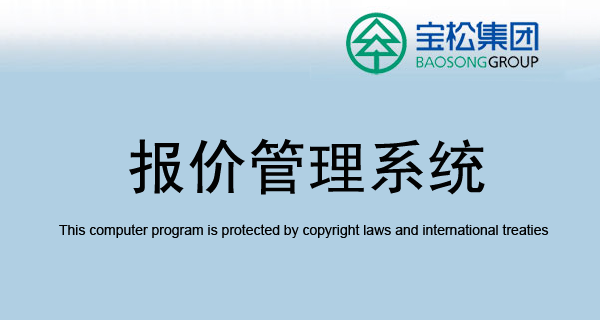 宝松集团
BAOSONGGROUP
报价管理系统
This computer program is protected by copyright laws and international treaties